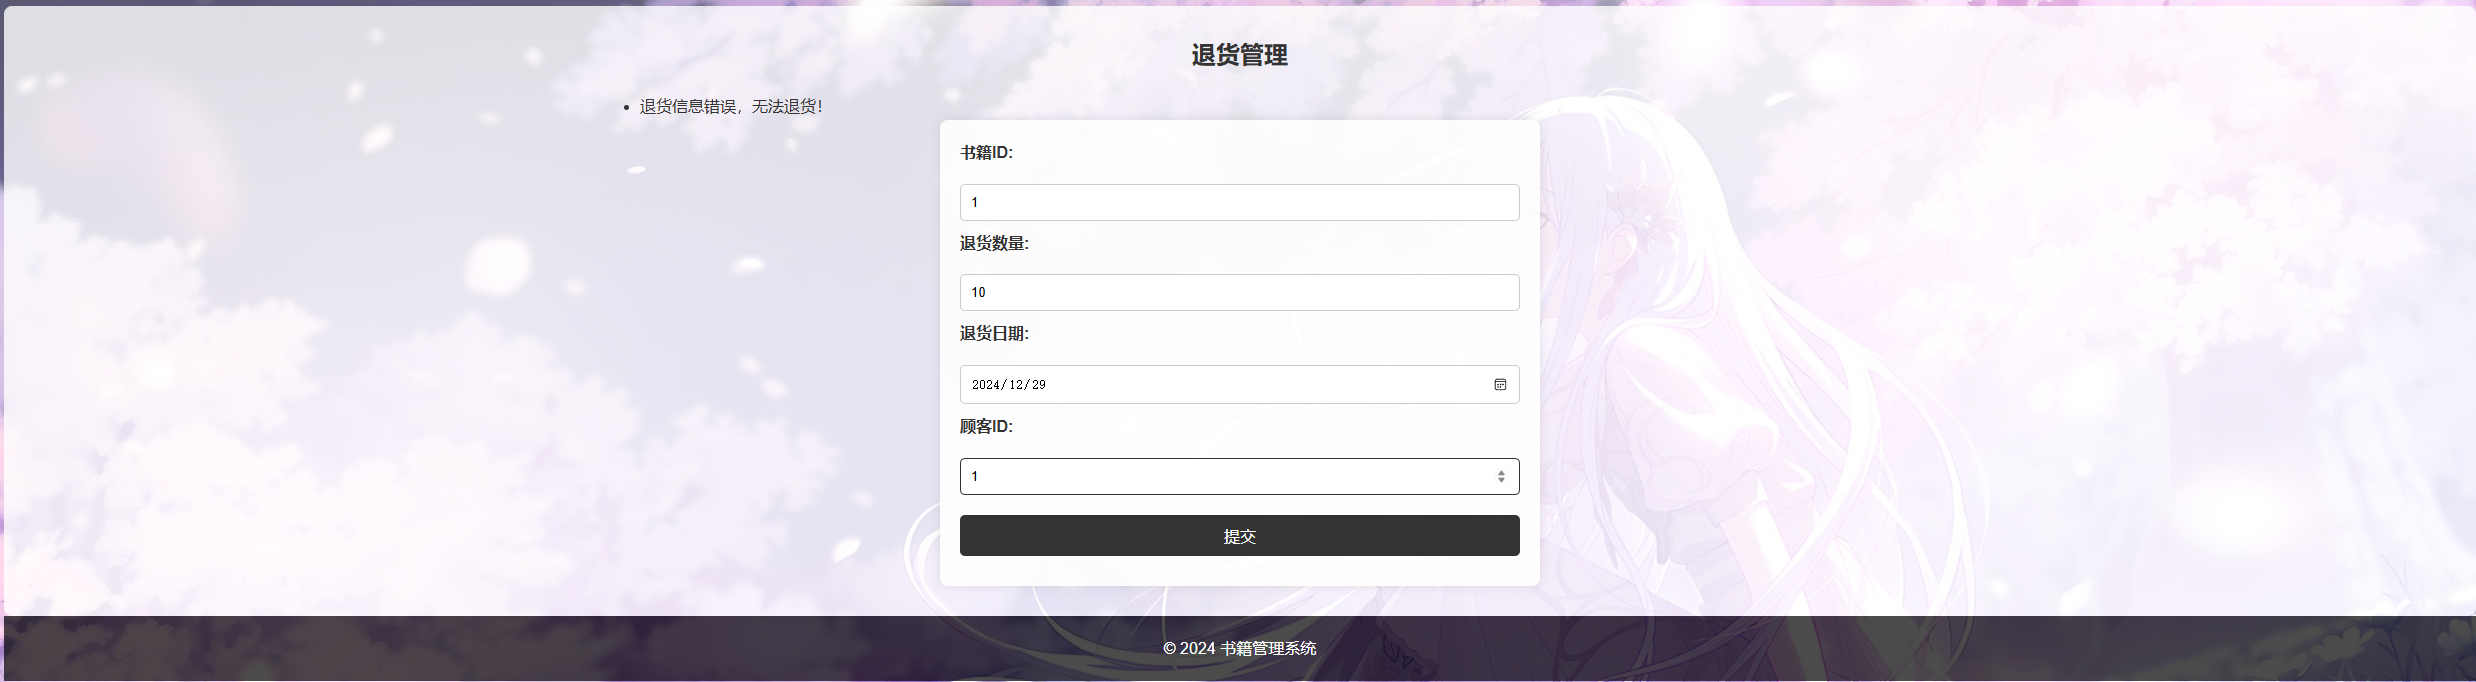 退货管理
退货信息错误，无法退货！
书籍ID:
1
退货数量:
10
退货日期:
2024/12/29
顾客ID:
1
提交
© 2024 书籍管理系统